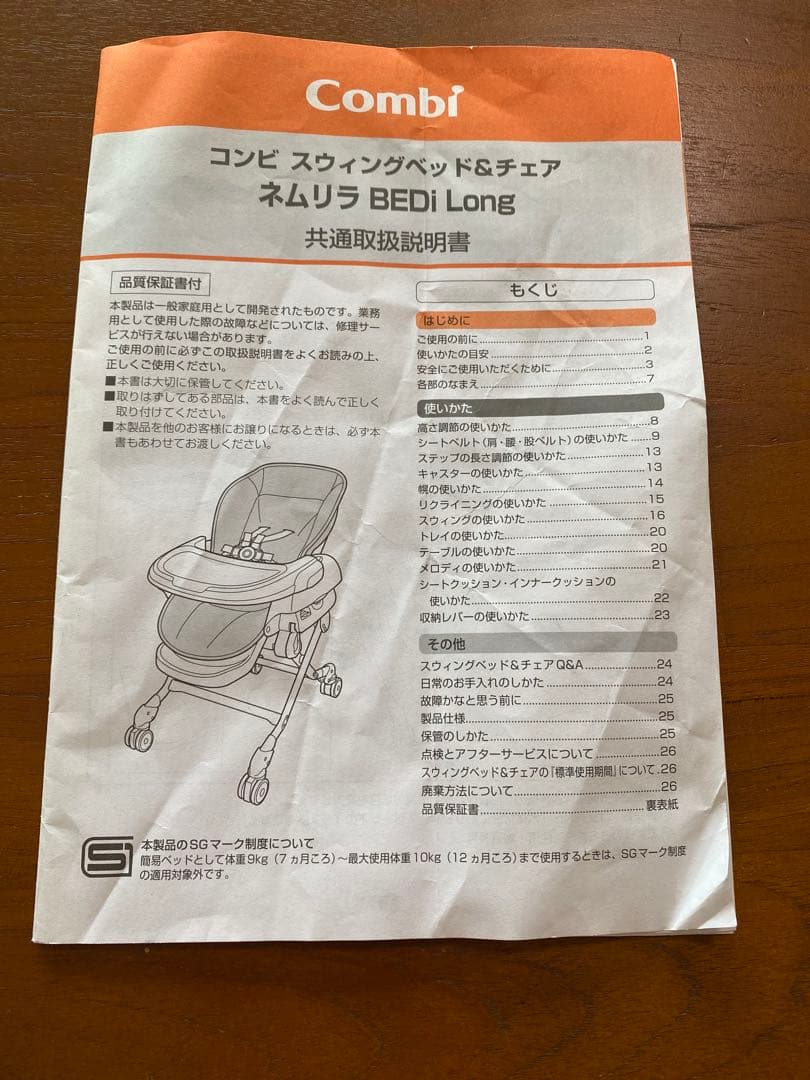 Combi
コンビ スウィングベッド&チェア
ネムリラ BEDi Long
共通取扱説明書
品質保証書付
本製品は一般家庭用として開発されたものです。業務
用として使用した際の故障などについては、修理サー
ビスが行えない場合があります。
ご使用の前に必ずこの取扱説明書をよくお読みの上、
正しくご使用ください。
■本書は大切に保管してください。
■取りはずしてある部品は、本書をよく読んで正しく
取り付けてください。
■本製品を他のお客様にお譲りになるときは、必ず本
書もあわせてお渡しください。
もくじ
はじめに
ご使用の前に……1
使いかたの目安……2
安全にご使用いただくために……3
各部のなまえ……7
使いかた
高さ調節の使いかた……8
シートベルト(肩・腰・股ベルト)の使いかた……9
ステップの長さ調節の使いかた……13
キャスターの使いかた……13
幌の使いかた……14
リクライニングの使いかた……15
スウィングの使いかた……16
トレイの使いかた……20
テーブルの使いかた……20
メロディの使いかた……21
シートクッション・インナークッションの
使いかた……22
収納レバーの使いかた……23
その他
スウィングベッド&チェア Q&A……24
日常のお手入れのしかた……24
故障かなと思う前に……25
製品仕様……25
保管のしかた……25
点検とアフターサービスについて……26
スウィングベッド&チェアの「標準使用期間」について.26
廃棄方法について……26
品質保証書……裏表紙
本製品のSGマーク制度について
簡易ベッドとして体重9kg(7ヵ月ころ)〜最大使用体重10kg(12ヵ月ころ)まで使用するときは、SGマーク制度
の適用対象外です。